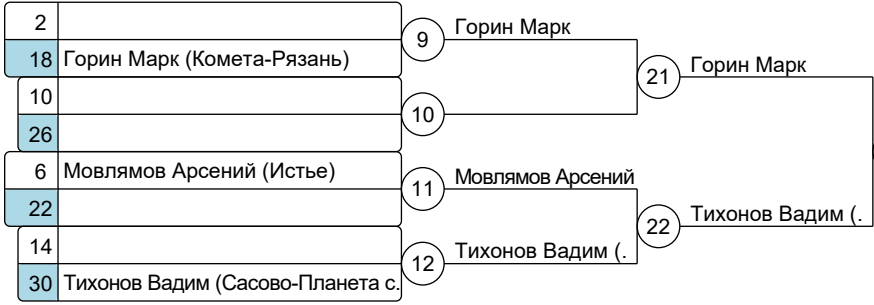 2
9
Горин Марк
18 Горин Марк (Комета-Рязань)
21
Горин Марк
10
10
26
6 Мовлямов Арсений (Истье)
11
Мовлямов Арсений
22
22
Тихонов Вадим (.
14
12
Тихонов Вадим (.
30 Тихонов Вадим (Сасово-Планета с.